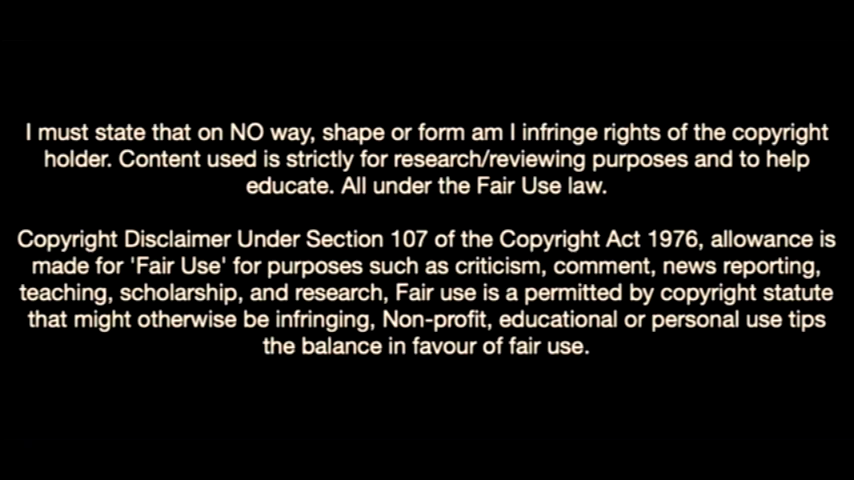 I must state that on NO way, shape or form am I infringe rights of the copyright
holder. Content used is strictly for research/reviewing purposes and to help
educate. All under the Fair Use law.
Copyright Disclaimer Under Section 107 of the Copyright Act 1976, allowance is
made for 'Fair Use' for purposes such as criticism, comment, news reporting,
teaching, scholarship, and research, Fair use is a permitted by copyright statute
that might otherwise be infringing, Non-profit, educational or personal use tips
the balance in favour of fair use.